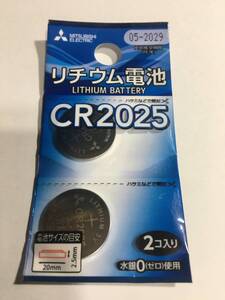 MITSUBISHI
ELECTRIC
05-2029
リチウム電池
LITHIUM BATTERY
CR2025
電池サイズの目安
2.5mm
20mm
2コ入り
水銀0(ゼロ)使用